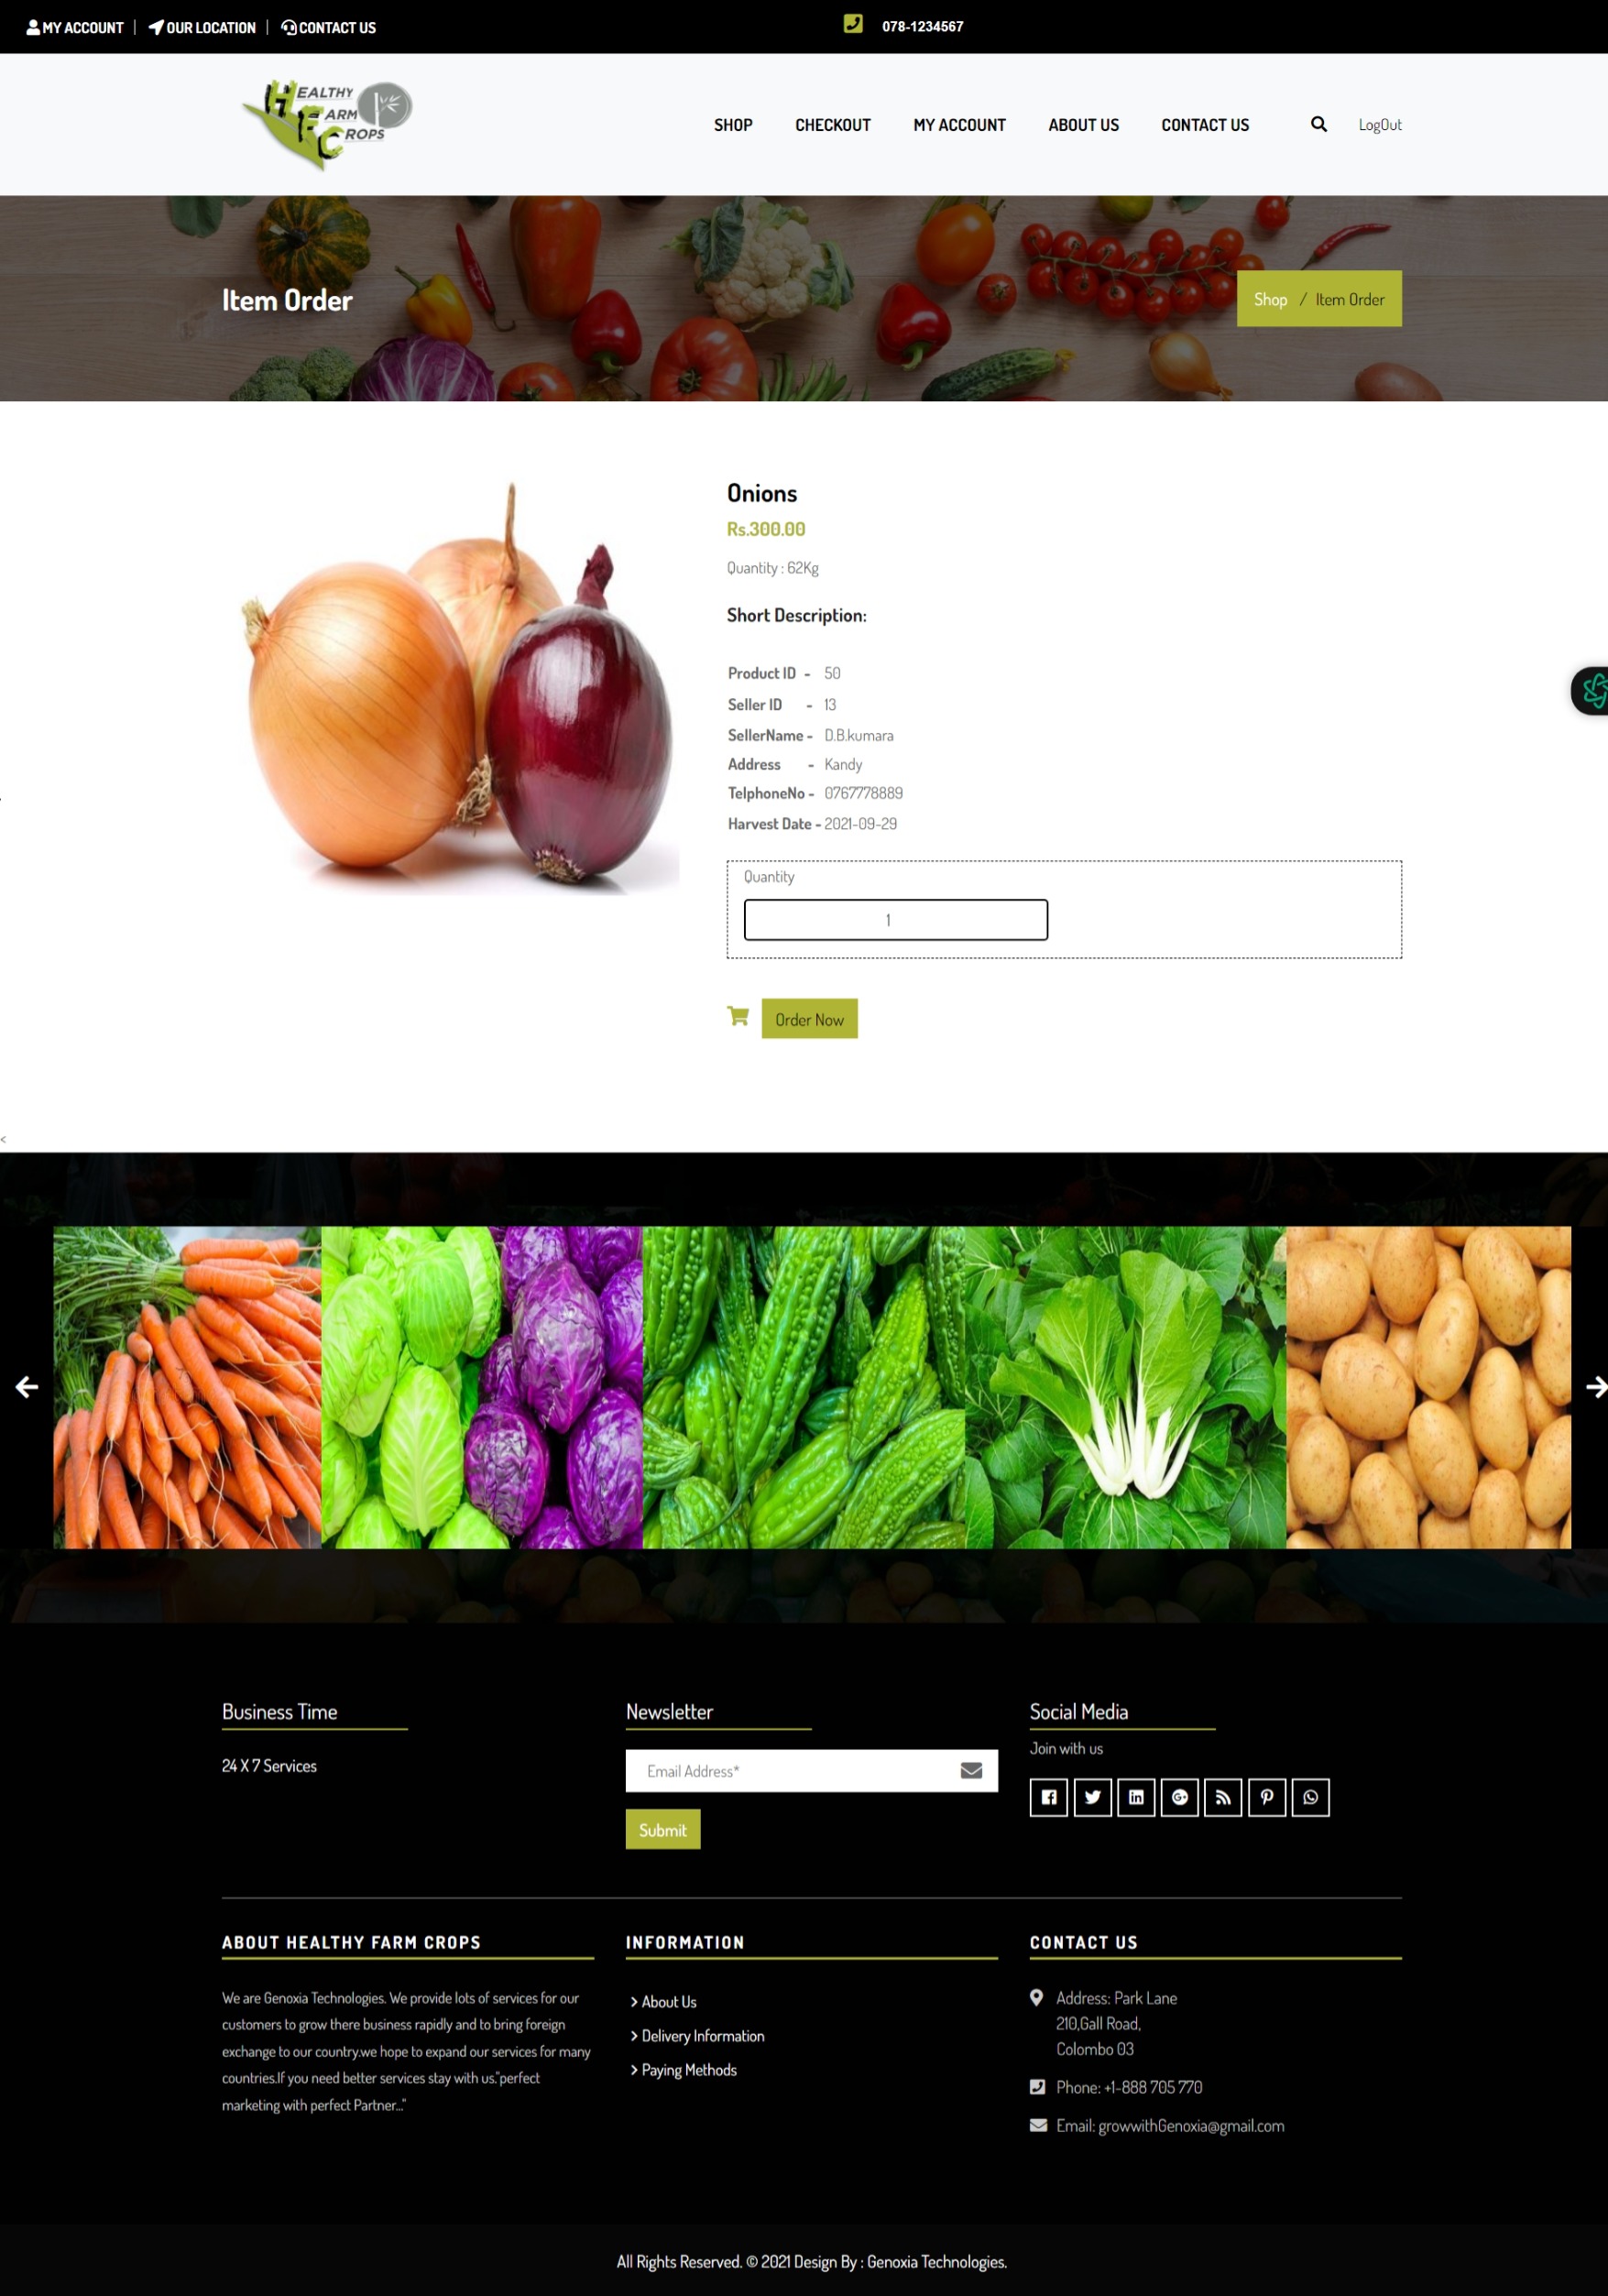 MY ACCOUNT | OUR LOCATION | CONTACT US
078-1234567
HEALTHY
FARM
CROPS
SHOP CHECKOUT MY ACCOUNT ABOUT US CONTACT US LogOut
Item Order
Shop / Item Order
Onions
Rs.300.00
Quantity : 62Kg
Short Description:
Product ID - 50
Seller ID - 13
SellerName - D.B.kumara
Address - Kandy
TelphoneNo - 0767778889
Harvest Date - 2021-09-29
Quantity
1
Order Now
<
Business Time
24 X 7 Services
Newsletter
Email Address*
Submit
Social Media
Join with us
ABOUT HEALTHY FARM CROPS
We are Genoxia Technologies. We provide lots of services for our
customers to grow there business rapidly and to bring foreign
exchange to our country.we hope to expand our services for many
countries.If you need better services stay with us."perfect
marketing with perfect Partner..."
INFORMATION
> About Us
> Delivery Information
> Paying Methods
CONTACT US
Address: Park Lane
210,Gall Road,
Colombo 03
Phone: +1-888 705 770
Email: growwithGenoxia@gmail.com
All Rights Reserved. © 2021 Design By : Genoxia Technologies.